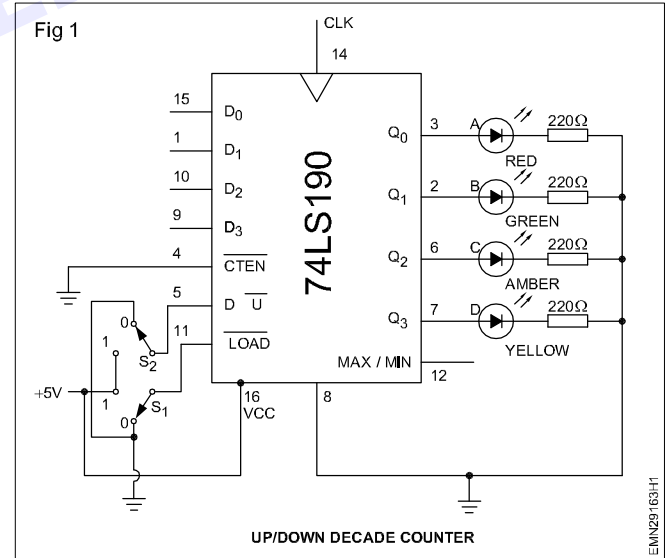 Fig 1
CLK
14
15 D0
1 D1
10 D2
9 D3
4 CTEN
5 D U
11 LOAD
74LS190
Q0 3 A 220Ω
RED
Q1 2 B 220Ω
GREEN
Q2 6 C 220Ω
AMBER
Q3 7 D 220Ω
YELLOW
MAX / MIN
12
0
S2
1
+5V
1
S1
0
16
VCC
8
UP/DOWN DECADE COUNTER
EMN29163H1